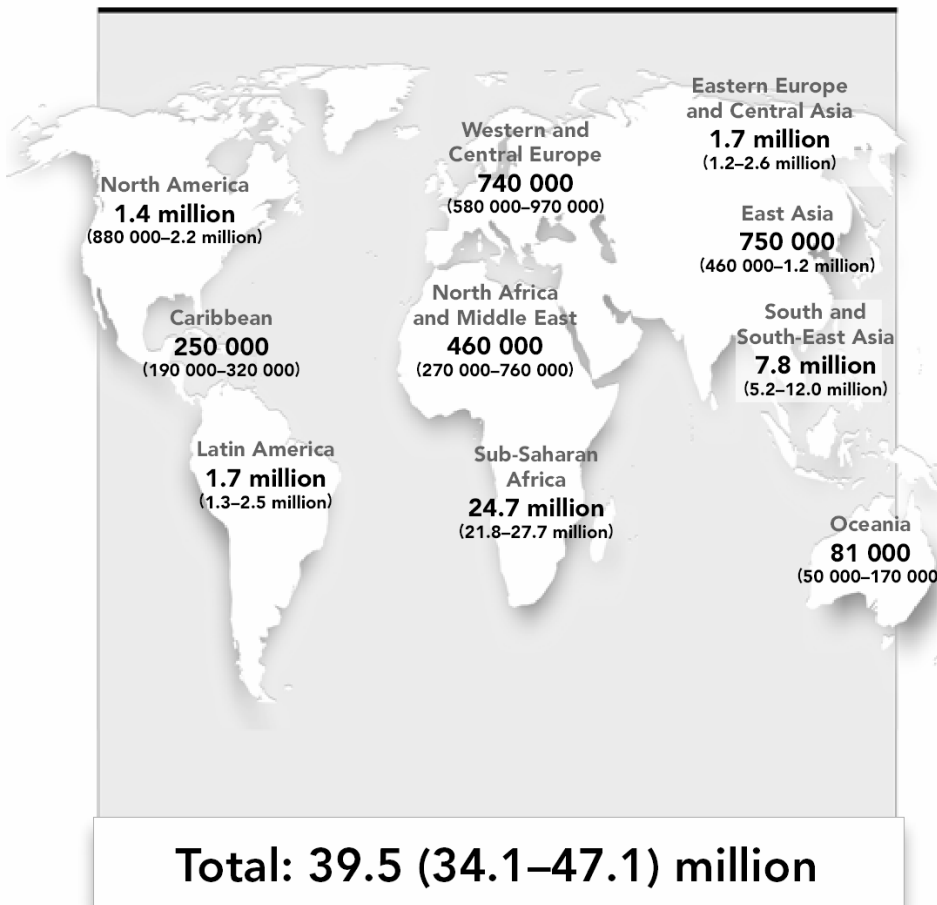 Eastern Europe
and Central Asia
1.7 million
(1.2–2.6 million)
Western and
Central Europe
740 000
(580 000–970 000)
North America
1.4 million
(880 000–2.2 million)
East Asia
750 000
(460 000–1.2 million)
North Africa
and Middle East
460 000
(270 000–760 000)
Caribbean
250 000
(190 000–320 000)
South and
South-East Asia
7.8 million
(5.2–12.0 million)
Latin America
1.7 million
(1.3–2.5 million)
Sub-Saharan
Africa
24.7 million
(21.8–27.7 million)
Oceania
81 000
(50 000–170 000
Total: 39.5 (34.1–47.1) million